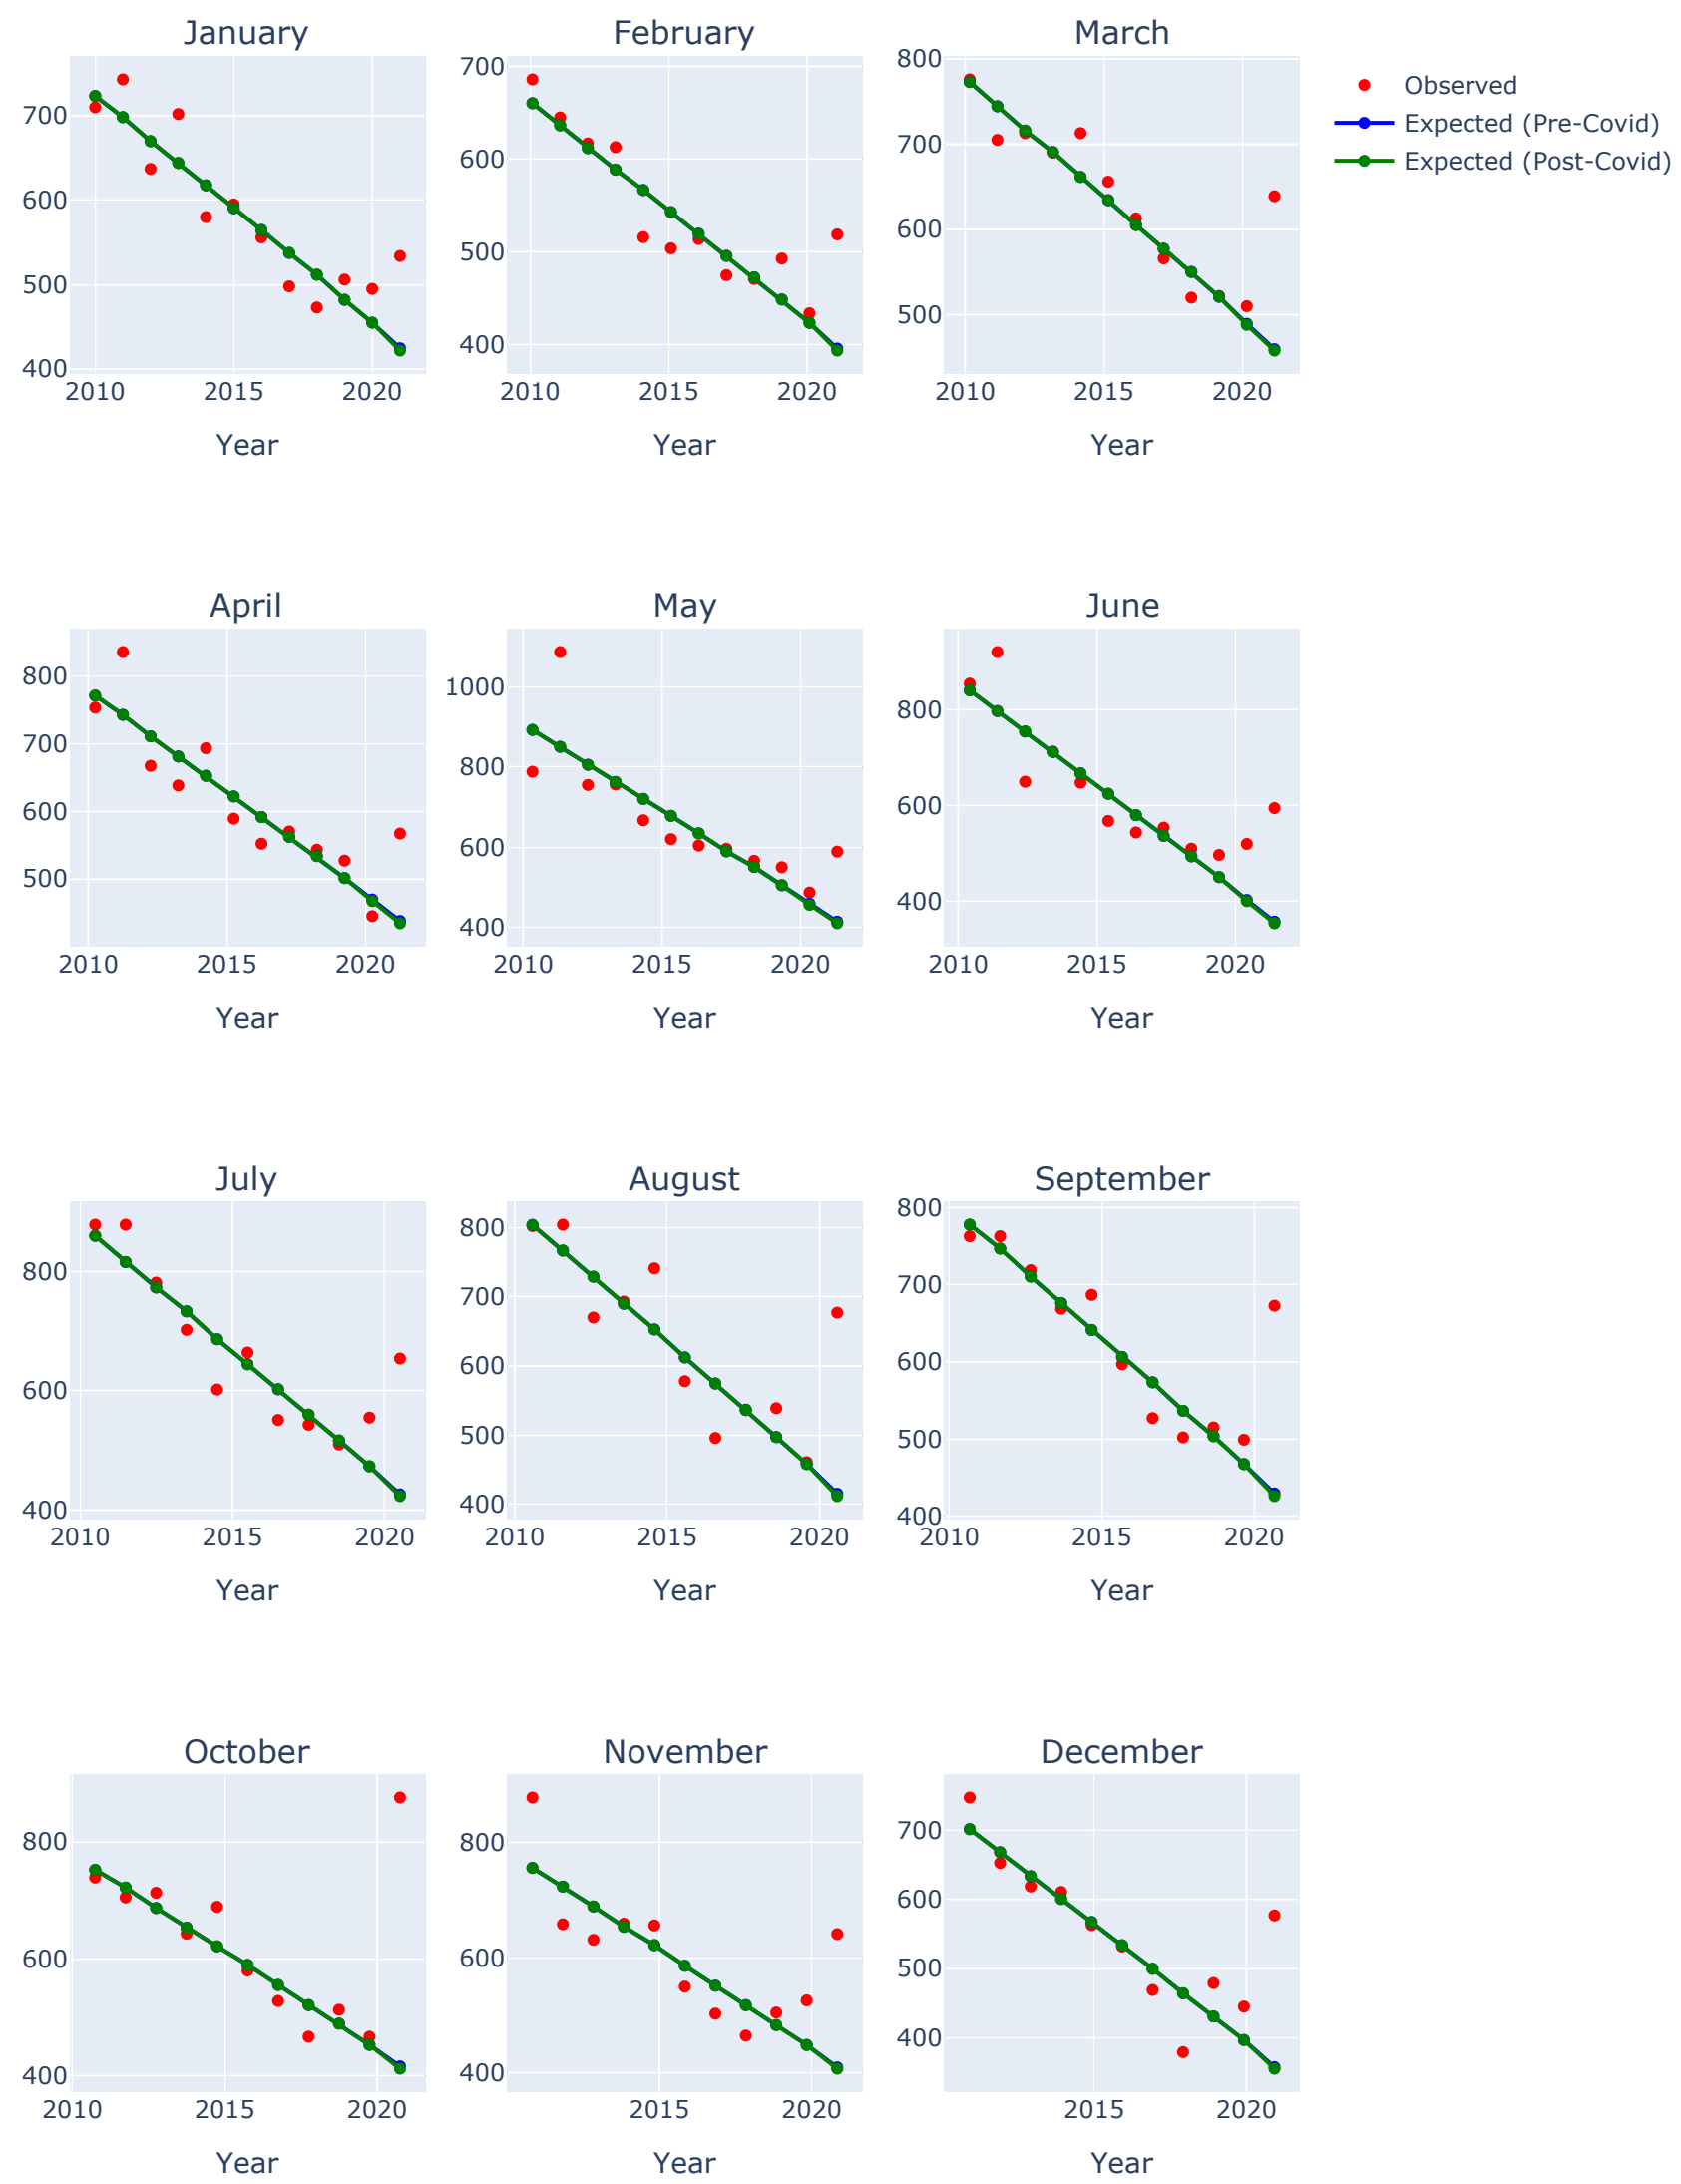 January February March
700
600
500
400
2010 2015 2020
Year
700
600
500
400
2010 2015 2020
Year
800
700
600
500
2010 2015 2020
Year
Observed
Expected (Pre-Covid)
Expected (Post-Covid)
April May June
800
700
600
500
2010 2015 2020
Year
1000
800
600
400
2010 2015 2020
Year
800
600
400
2010 2015 2020
Year
July August September
800
600
400
2010 2015 2020
Year
800
700
600
500
400
2010 2015 2020
Year
800
700
600
500
400
2010 2015 2020
Year
October November December
800
600
400
2010 2015 2020
Year
800
600
400
2015 2020
Year
700
600
500
400
2015 2020
Year